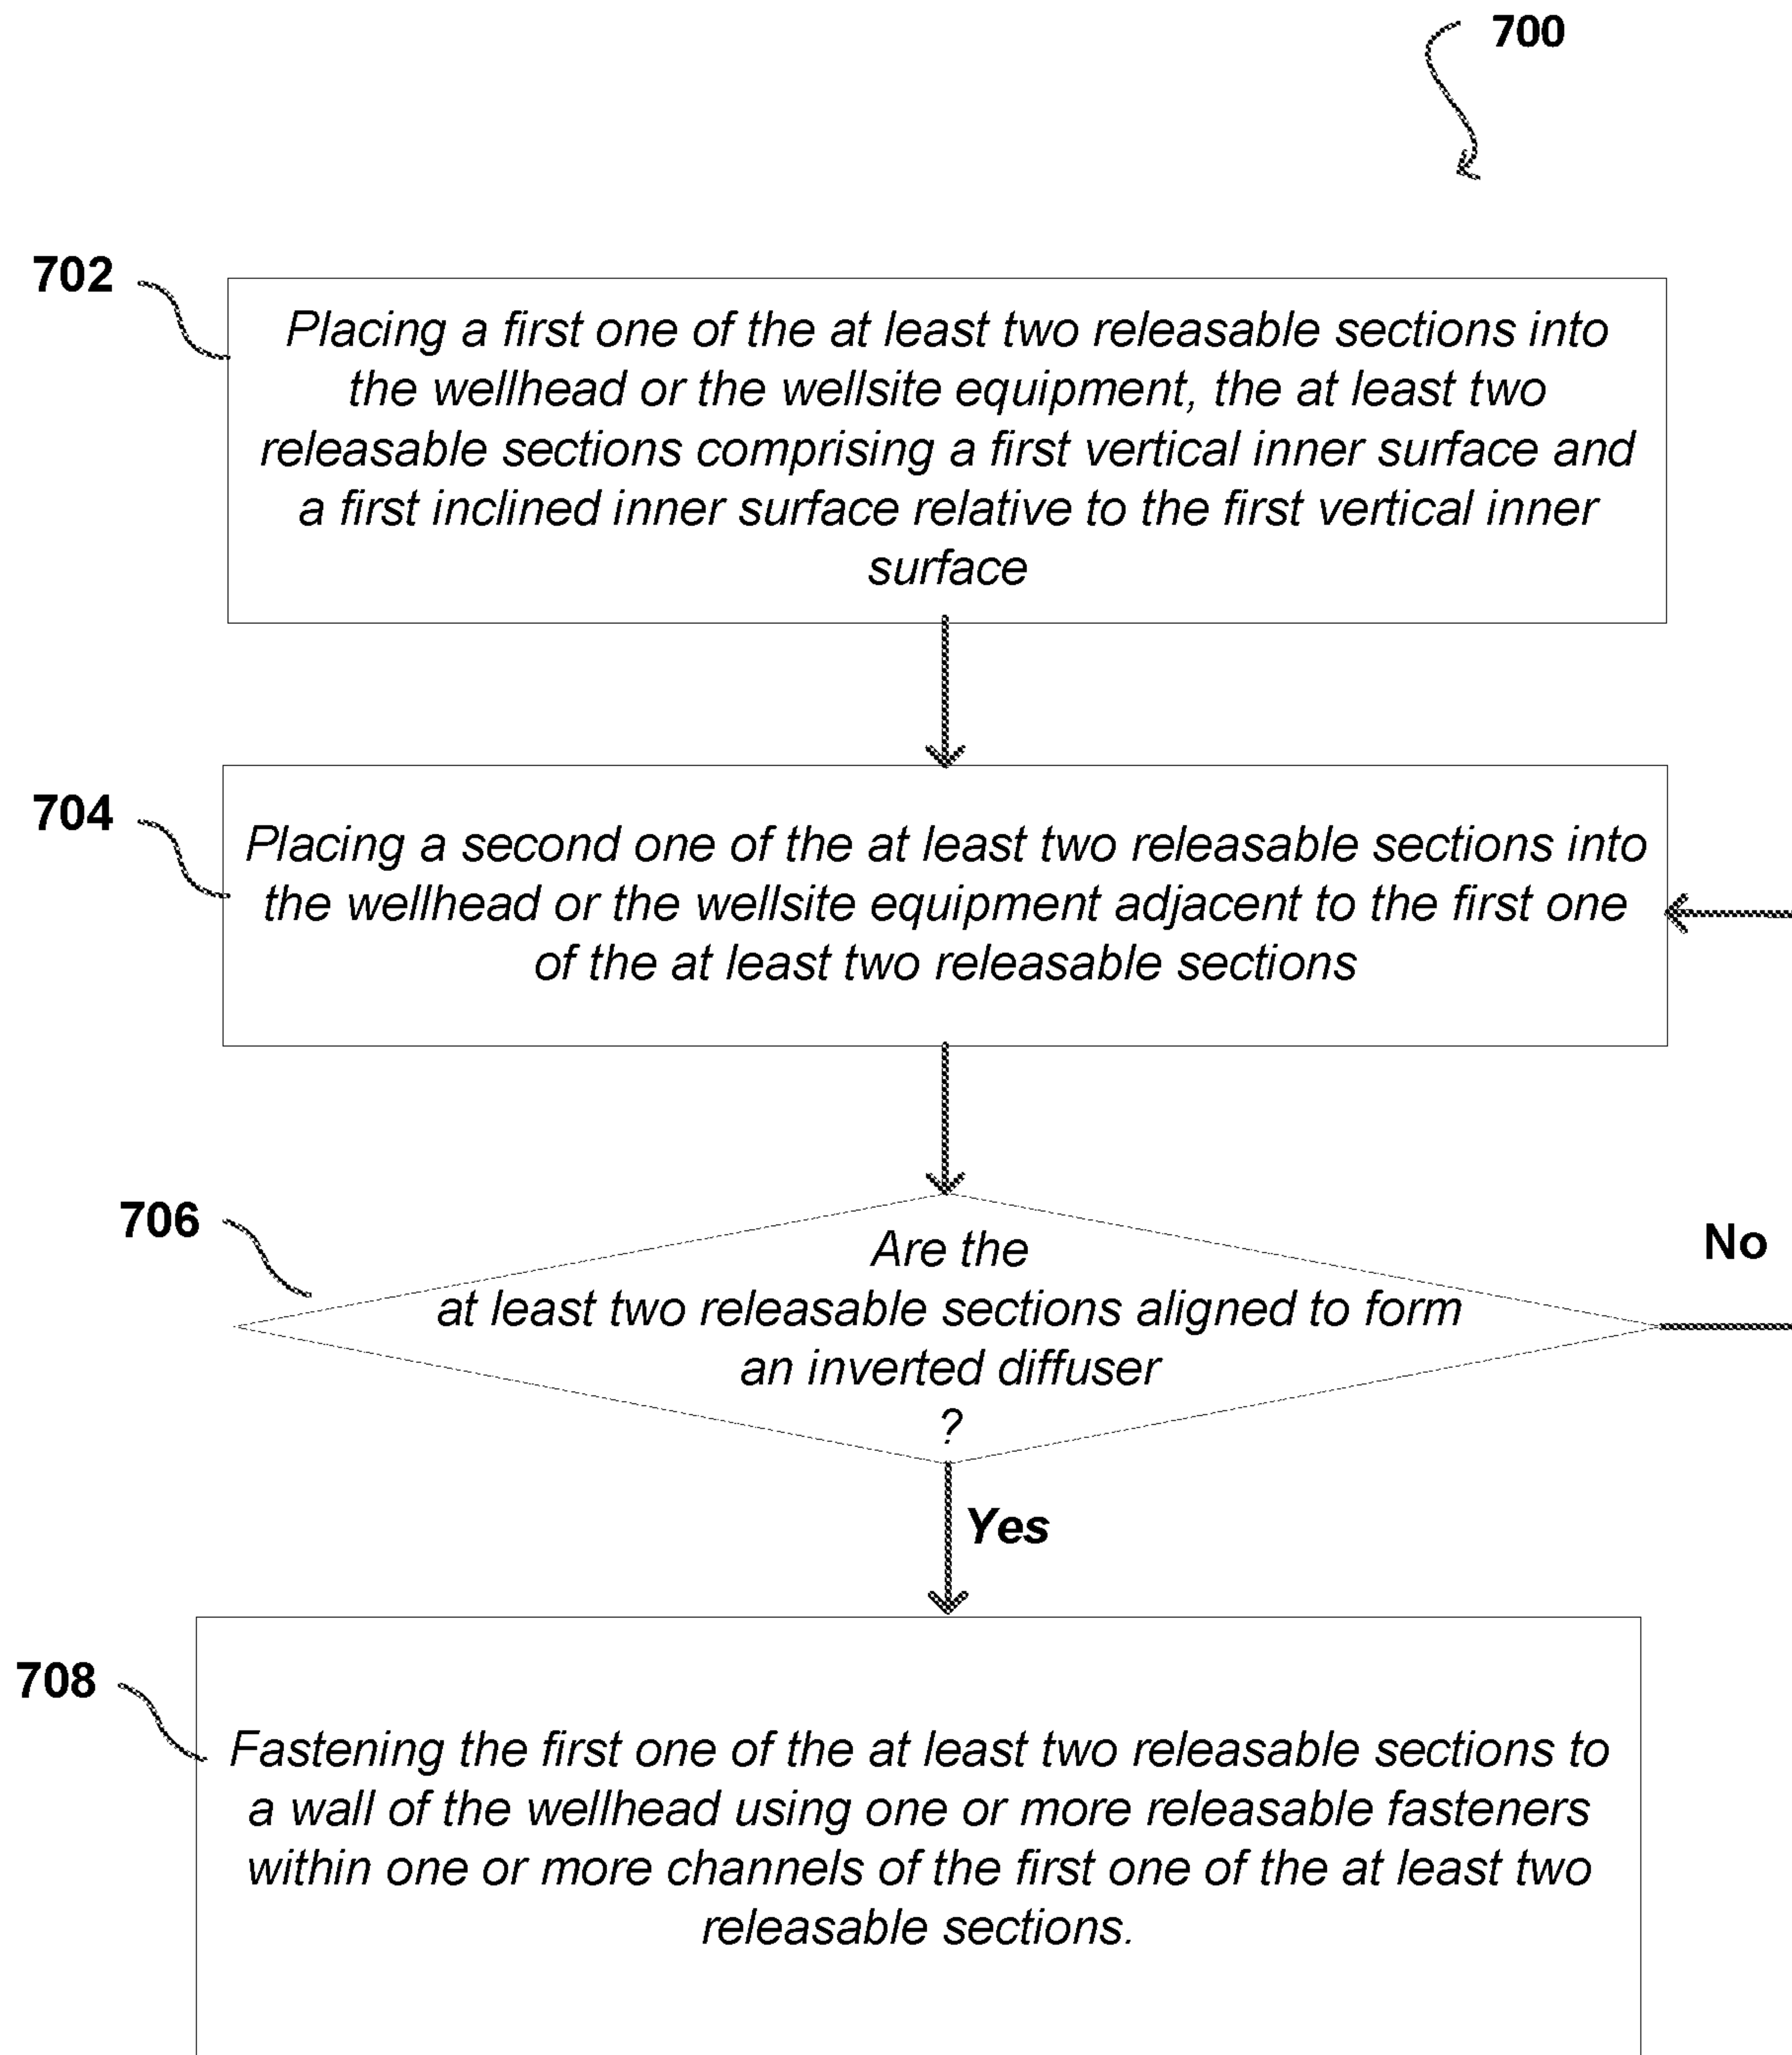 700
702
Placing a first one of the at least two releasable sections into
the wellhead or the wellsite equipment, the at least two
releasable sections comprising a first vertical inner surface and
a first inclined inner surface relative to the first vertical inner
surface
704
Placing a second one of the at least two releasable sections into
the wellhead or the wellsite equipment adjacent to the first one
of the at least two releasable sections
706
Are the
at least two releasable sections aligned to form
an inverted diffuser
?
No
Yes
708
Fastening the first one of the at least two releasable sections to
a wall of the wellhead using one or more releasable fasteners
within one or more channels of the first one of the at least two
releasable sections.